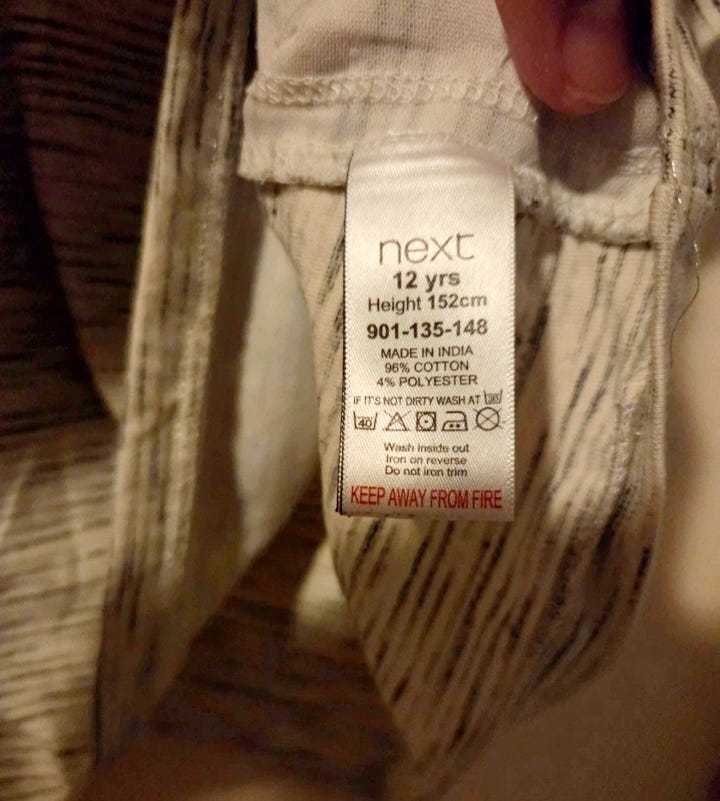 next
12 yrs
Height 152cm
901-135-148
MADE IN INDIA
96% COTTON
4% POLYESTER
IF IT'S NOT DIRTY WASH AT
40
Wash inside out
Iron on reverse
Do not iron trim
KEEP AWAY FROM FIRE